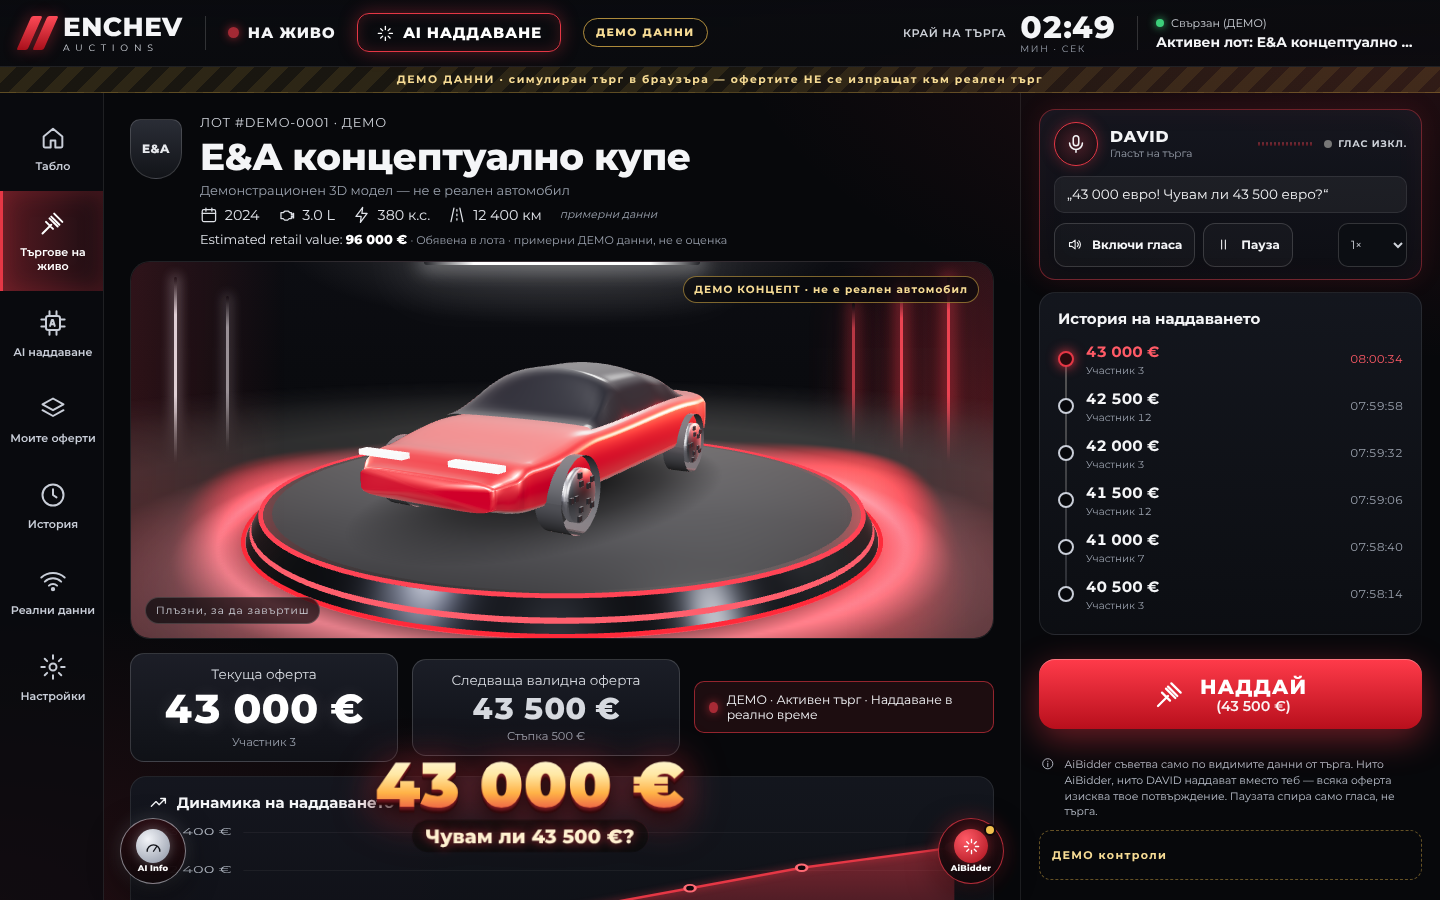 ENCHEV
AUCTIONS
НА ЖИВО
AI НАДДАВАНЕ
ДЕМО ДАННИ
КРАЙ НА ТЪРГА
02:49
МИН · СЕК
Свързан (ДЕМО)
Активен лот: E&A концептуално ...
ДЕМО ДАННИ · симулиран търг в браузъра — офертите НЕ се изпращат към реален търг
Табло
Търгове на
живо
AI наддаване
Моите оферти
История
Реални данни
Настройки
E&A
ЛОТ #DEMO-0001 · ДЕМО
E&A концептуално купе
Демонстрационен 3D модел — не е реален автомобил
2024
3.0 L
380 к.с.
12 400 км
примерни данни
Estimated retail value: 96 000 € · Обявена в лота · примерни ДЕМО данни, не е оценка
ДЕМО КОНЦЕПТ · не е реален автомобил
Плъзни, за да завъртиш
Текуща оферта
43 000 €
Участник 3
Следваща валидна оферта
43 500 €
Стъпка 500 €
ДЕМО · Активен търг · Наддаване в
реално време
Динамика на наддаването
43 000 €
Чувам ли 43 500 €?
400 €
400 €
AI Info
AiBidder
DAVID
Гласът на търга
ГЛАС ИЗКЛ.
„43 000 евро! Чувам ли 43 500 евро?“
Включи гласа
Пауза
1×
История на наддаването
43 000 €
08:00:34
Участник 3
42 500 €
07:59:58
Участник 12
42 000 €
07:59:32
Участник 3
41 500 €
07:59:06
Участник 12
41 000 €
07:58:40
Участник 7
40 500 €
07:58:14
Участник 3
НАДДАЙ
(43 500 €)
AiBidder съветва само по видимите данни от търга. Нито
AiBidder, нито DAVID наддават вместо теб — всяка оферта
изисква твое потвърждение. Паузата спира само гласа, не
търга.
ДЕМО контроли